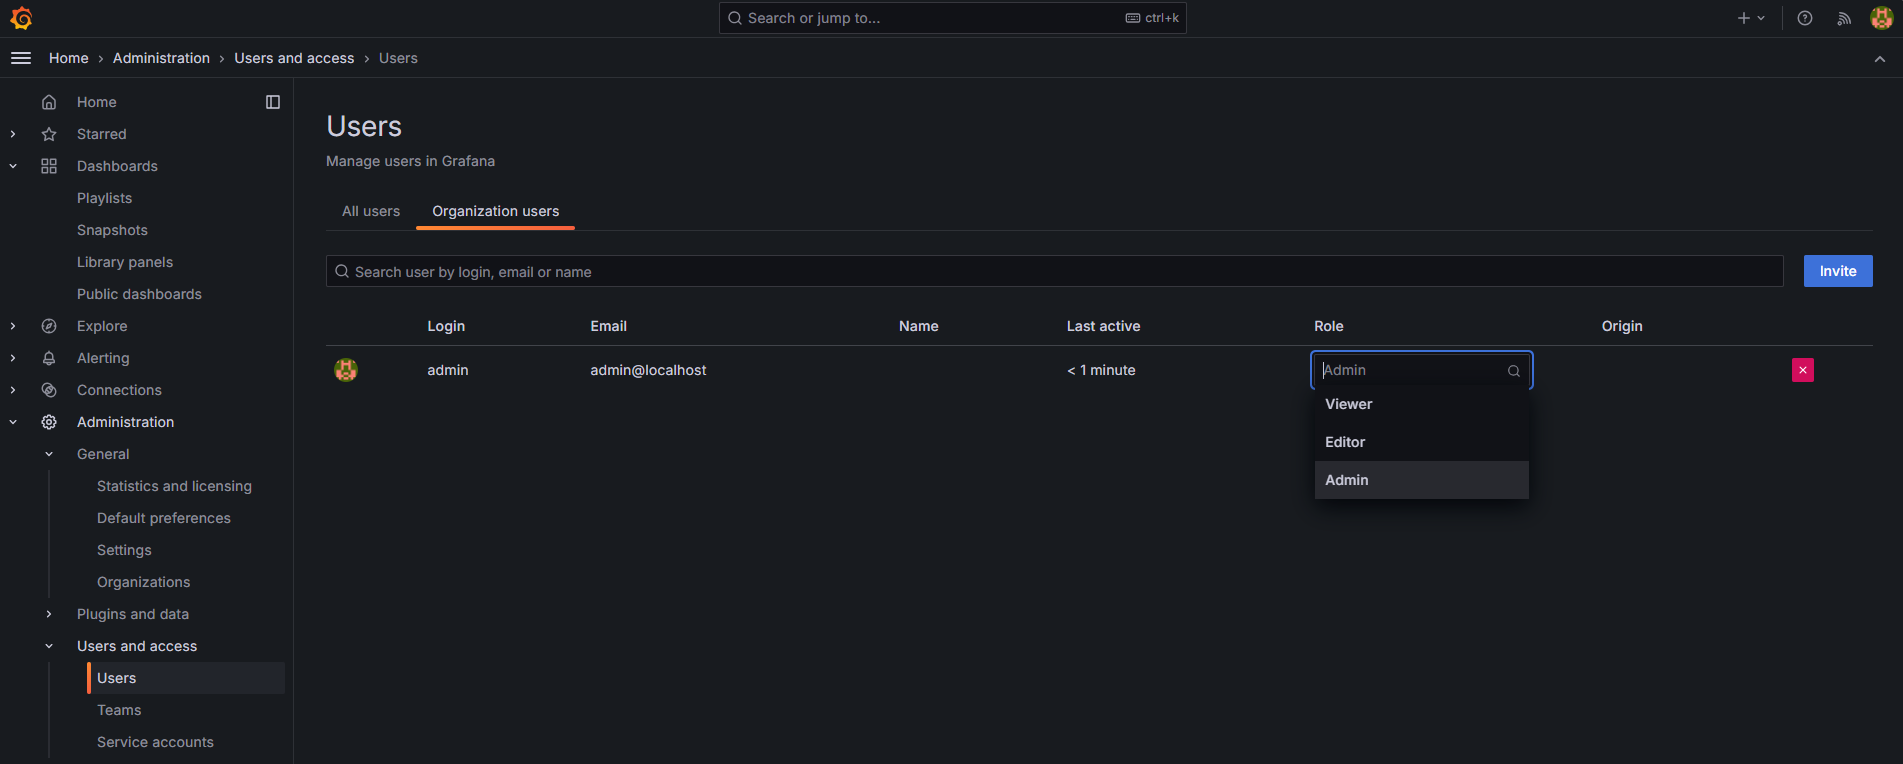 Search or jump to... ctrl+k
Home › Administration › Users and access › Users
Home
Starred
Dashboards
Playlists
Snapshots
Library panels
Public dashboards
Explore
Alerting
Connections
Administration
General
Statistics and licensing
Default preferences
Settings
Organizations
Plugins and data
Users and access
Users
Teams
Service accounts
Users
Manage users in Grafana
All users Organization users
Search user by login, email or name Invite
Login Email Name Last active Role Origin
admin admin@localhost < 1 minute Admin
Viewer
Editor
Admin